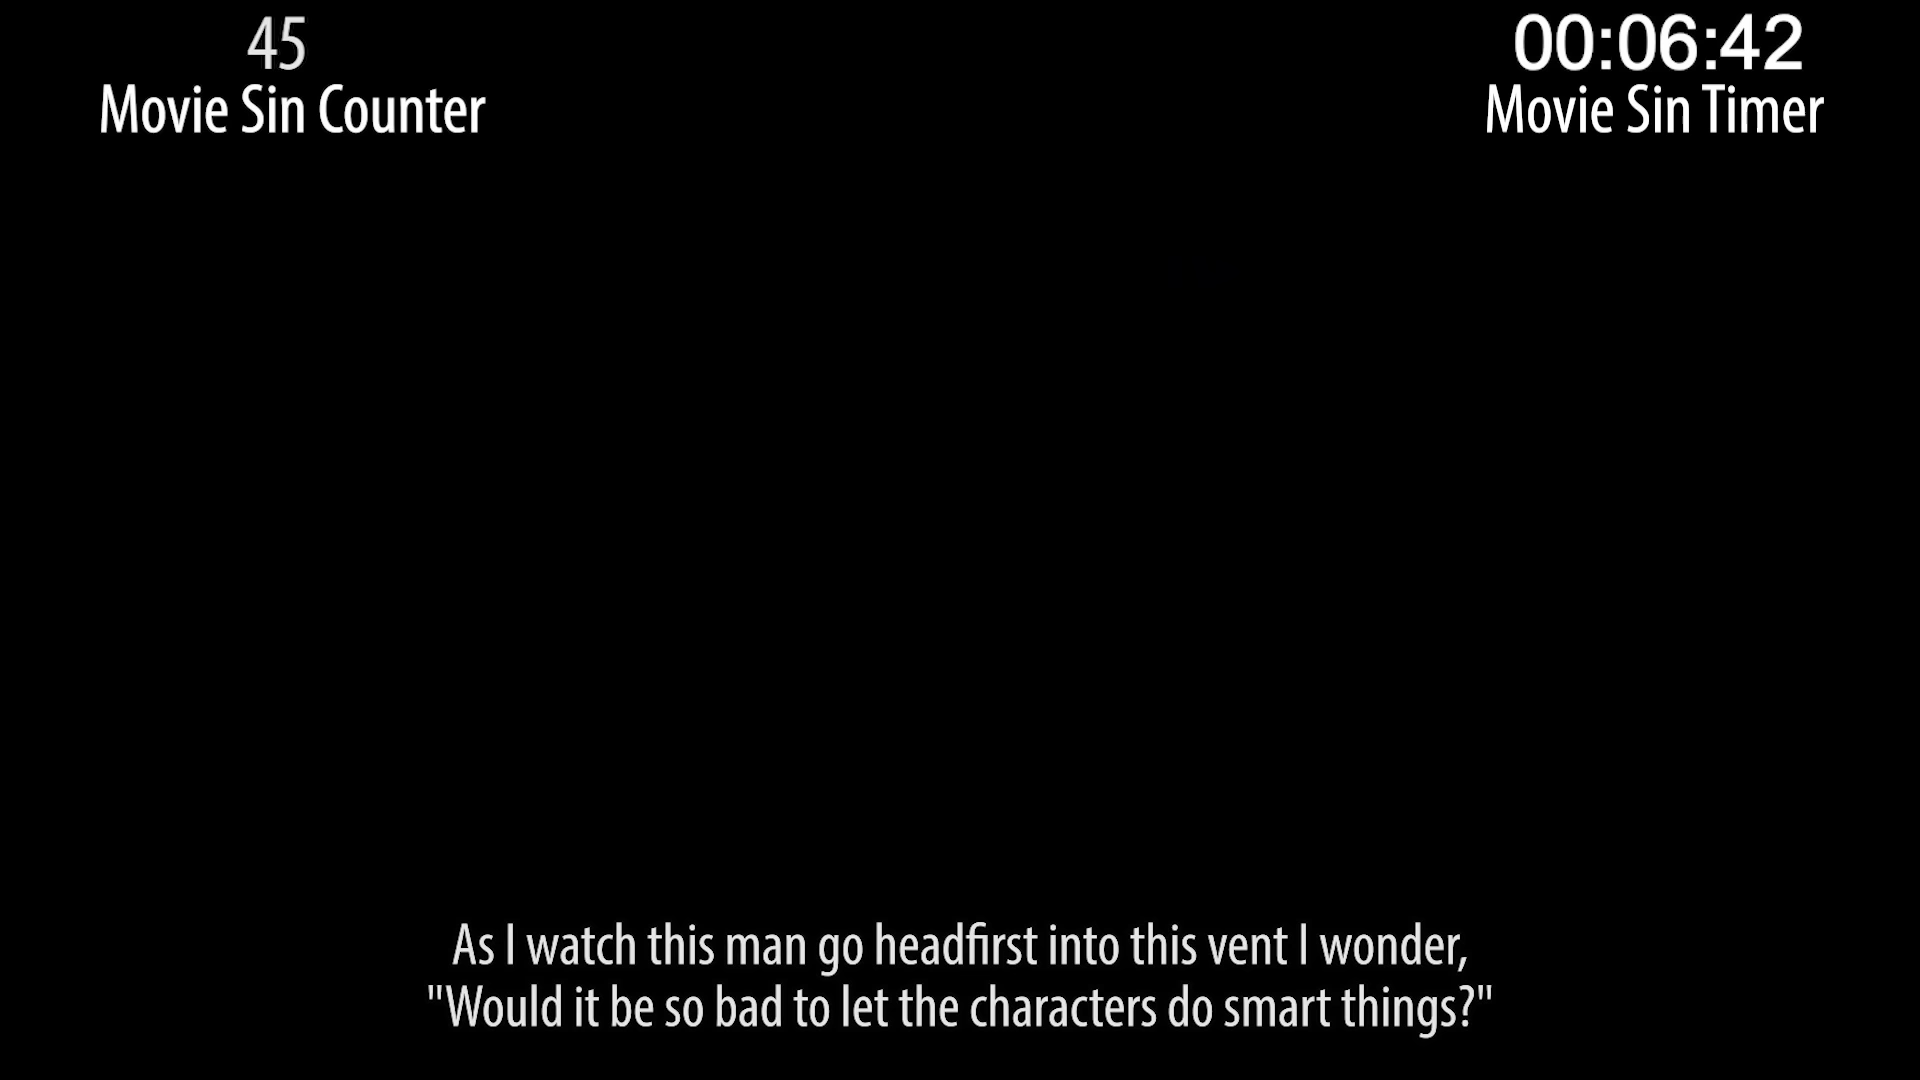 45
Movie Sin Counter
00:06:42
Movie Sin Timer
As I watch this man go headfirst into this vent I wonder,
"Would it be so bad to let the characters do smart things?"